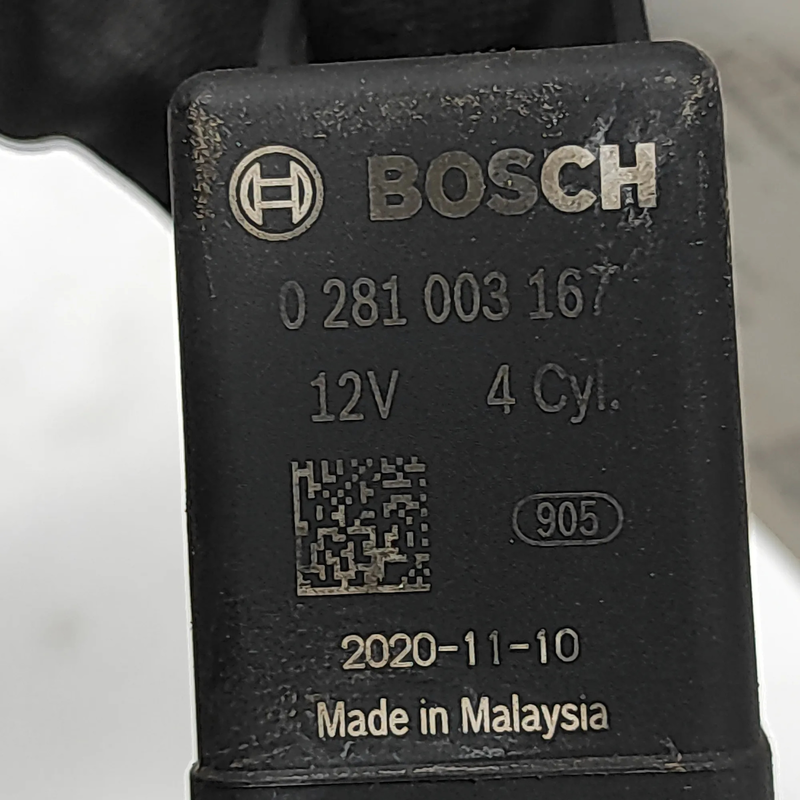 BOSCH
0 281 003 167
12V 4 Cyl.
905
2020-11-10
Made in Malaysia